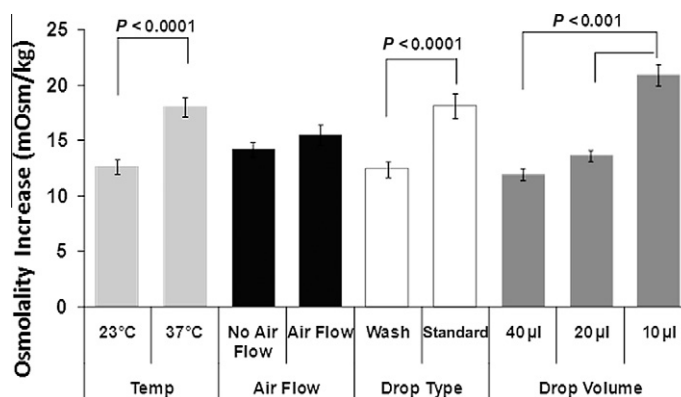 Osmolality Increase (mOsm/kg)
25
20
15
10
5
0
P < 0.0001
P < 0.0001
P < 0.001
23°C
37°C
No Air
Flow
Air Flow
Wash
Standard
40 µl
20 µl
10 µl
Temp
Air Flow
Drop Type
Drop Volume